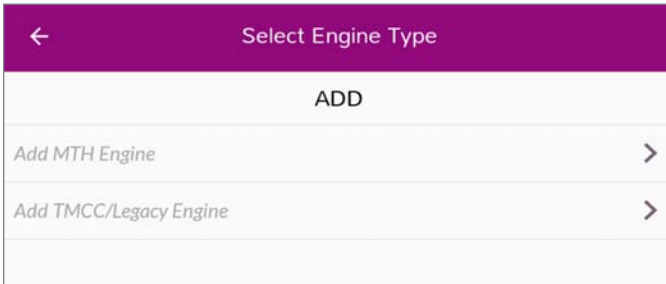 Select Engine Type
ADD
Add MTH Engine
Add TMCC/Legacy Engine